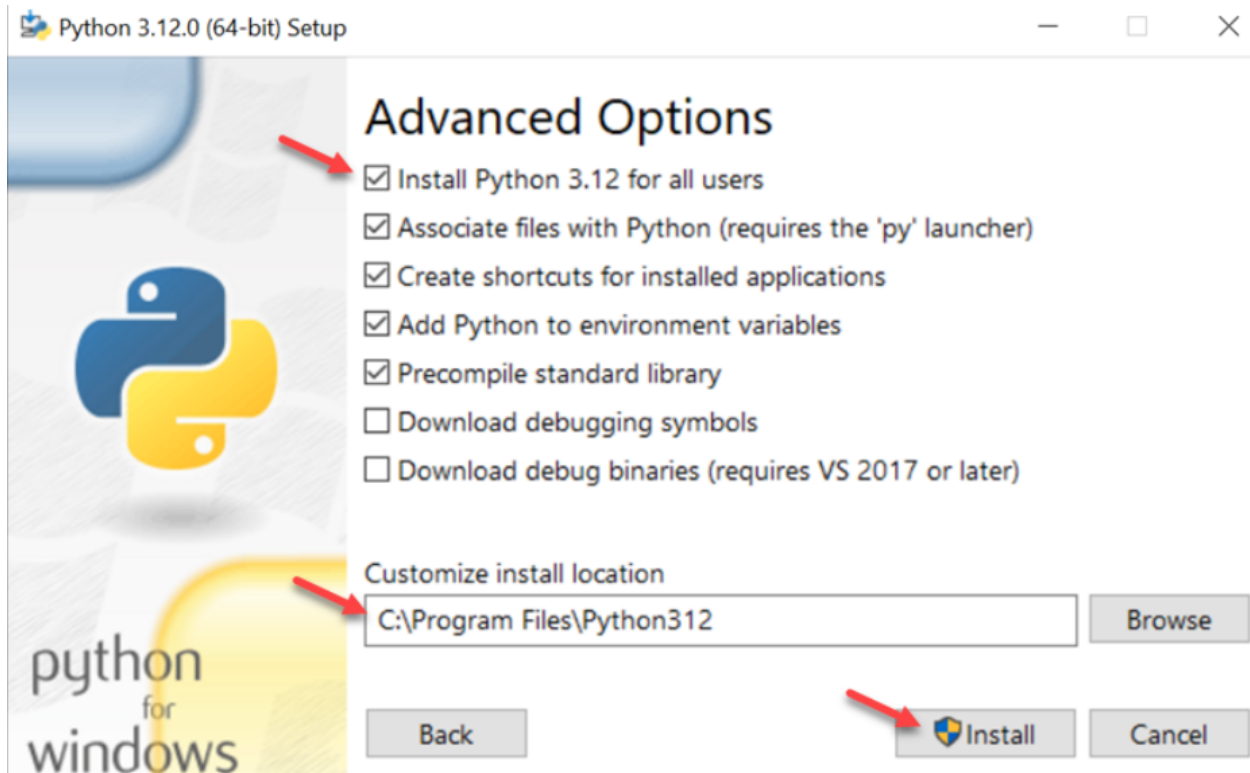 Python 3.12.0 (64-bit) Setup
Advanced Options
Install Python 3.12 for all users
Associate files with Python (requires the 'py' launcher)
Create shortcuts for installed applications
Add Python to environment variables
Precompile standard library
Download debugging symbols
Download debug binaries (requires VS 2017 or later)
Customize install location
C:\Program Files\Python312
Browse
python
for
windows
Back
Install
Cancel